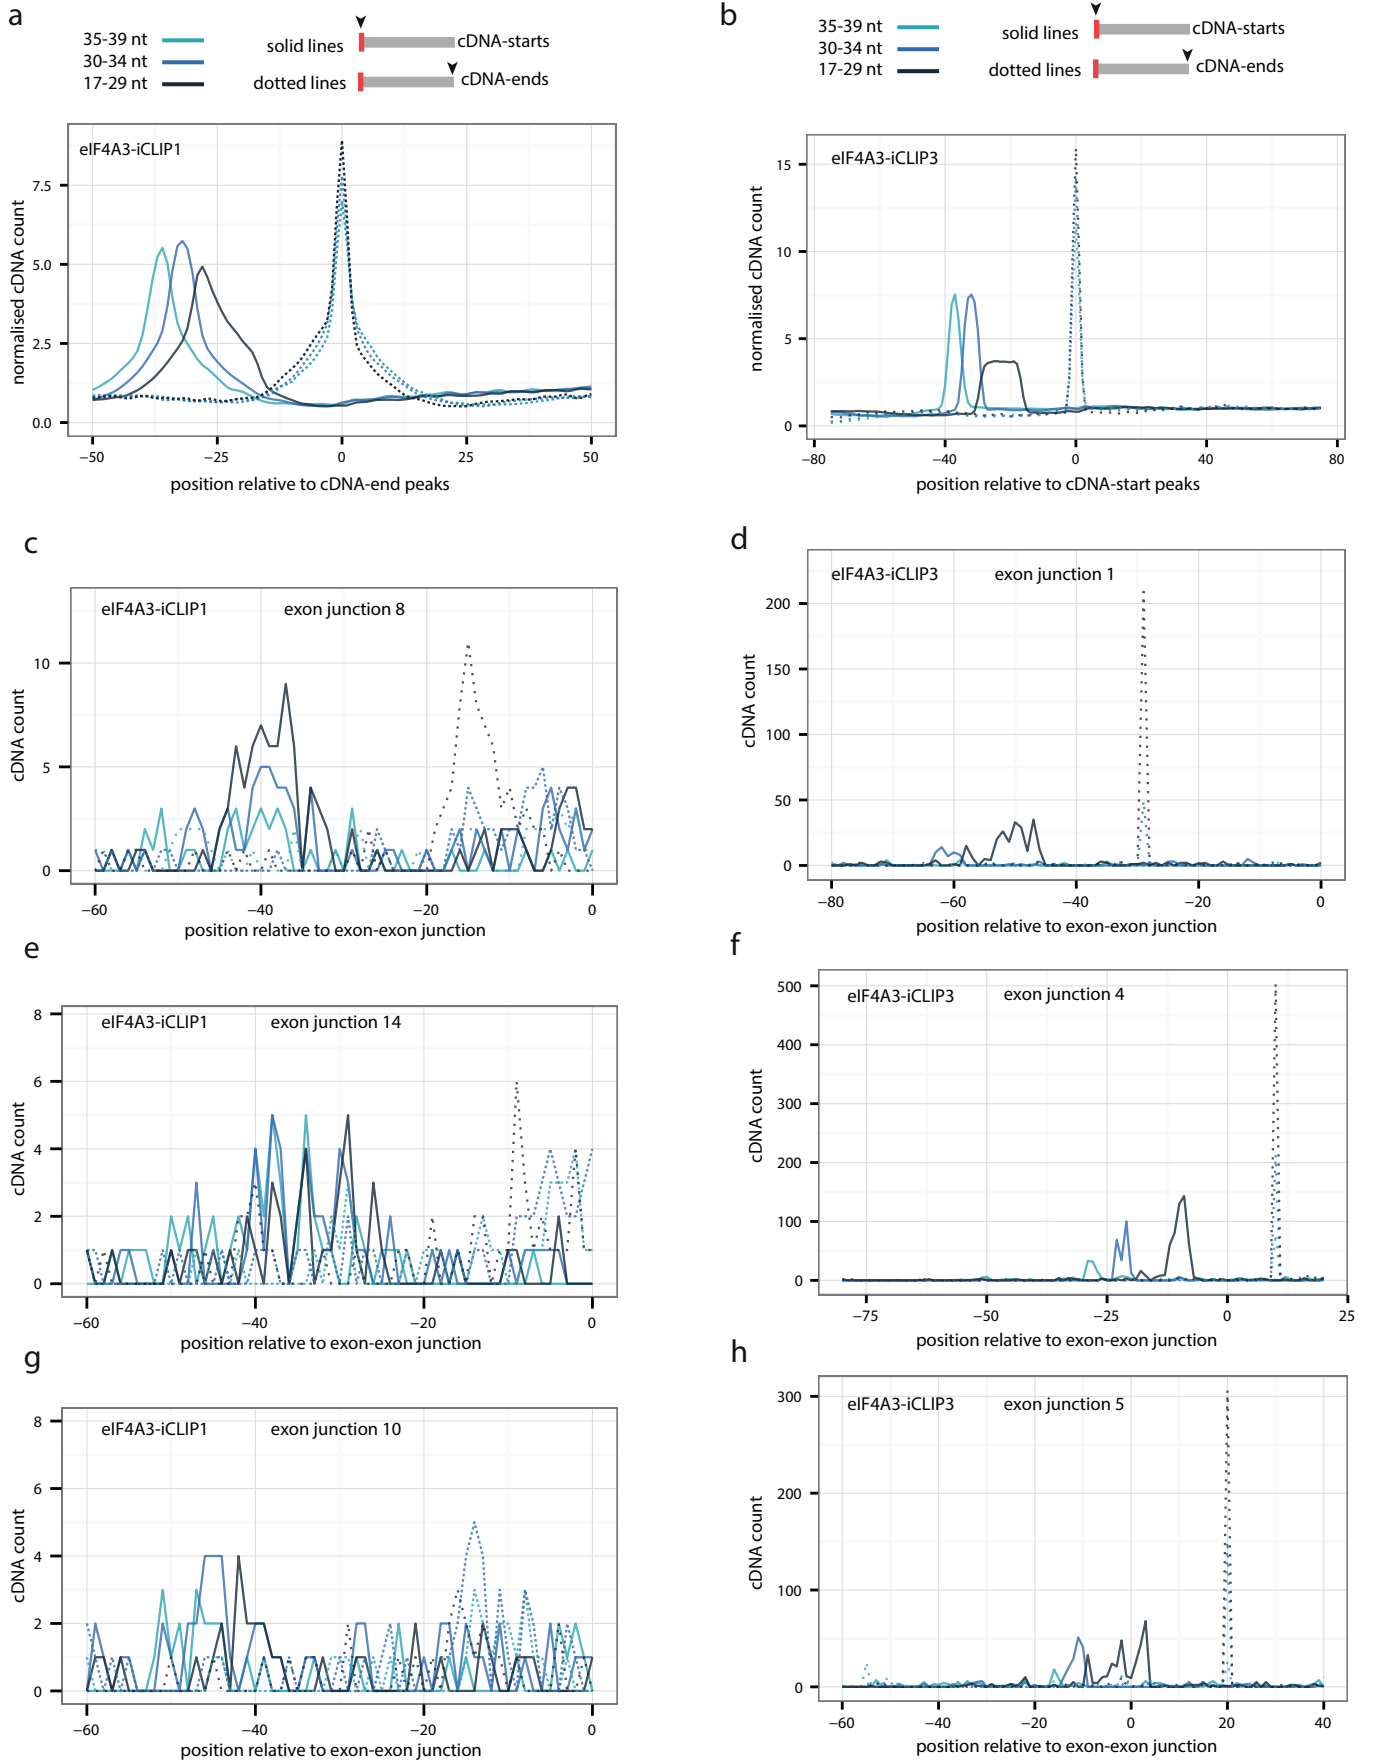 a
35-39 nt
30-34 nt
17-29 nt
solid lines
cDNA-starts
dotted lines
cDNA-ends
eIF4A3-iCLIP1
normalised cDNA count
7.5
5.0
2.5
0.0
−50
−25
0
25
50
position relative to cDNA-end peaks
b
35-39 nt
30-34 nt
17-29 nt
solid lines
cDNA-starts
dotted lines
cDNA-ends
eIF4A3-iCLIP3
normalised cDNA count
15
10
5
0
−80
−40
0
40
80
position relative to cDNA-start peaks
c
eIF4A3-iCLIP1
exon junction 8
cDNA count
10
5
0
−60
−40
−20
0
position relative to exon-exon junction
d
eIF4A3-iCLIP3
exon junction 1
cDNA count
200
150
100
50
0
−80
−60
−40
−20
0
position relative to exon-exon junction
e
eIF4A3-iCLIP1
exon junction 14
cDNA count
8
6
4
2
0
−60
−40
−20
0
position relative to exon-exon junction
f
eIF4A3-iCLIP3
exon junction 4
cDNA count
500
400
300
200
100
0
−75
−50
−25
0
25
position relative to exon-exon junction
g
eIF4A3-iCLIP1
exon junction 10
cDNA count
8
6
4
2
0
−60
−40
−20
0
position relative to exon-exon junction
h
eIF4A3-iCLIP3
exon junction 5
cDNA count
300
200
100
0
−60
−40
−20
0
20
40
position relative to exon-exon junction